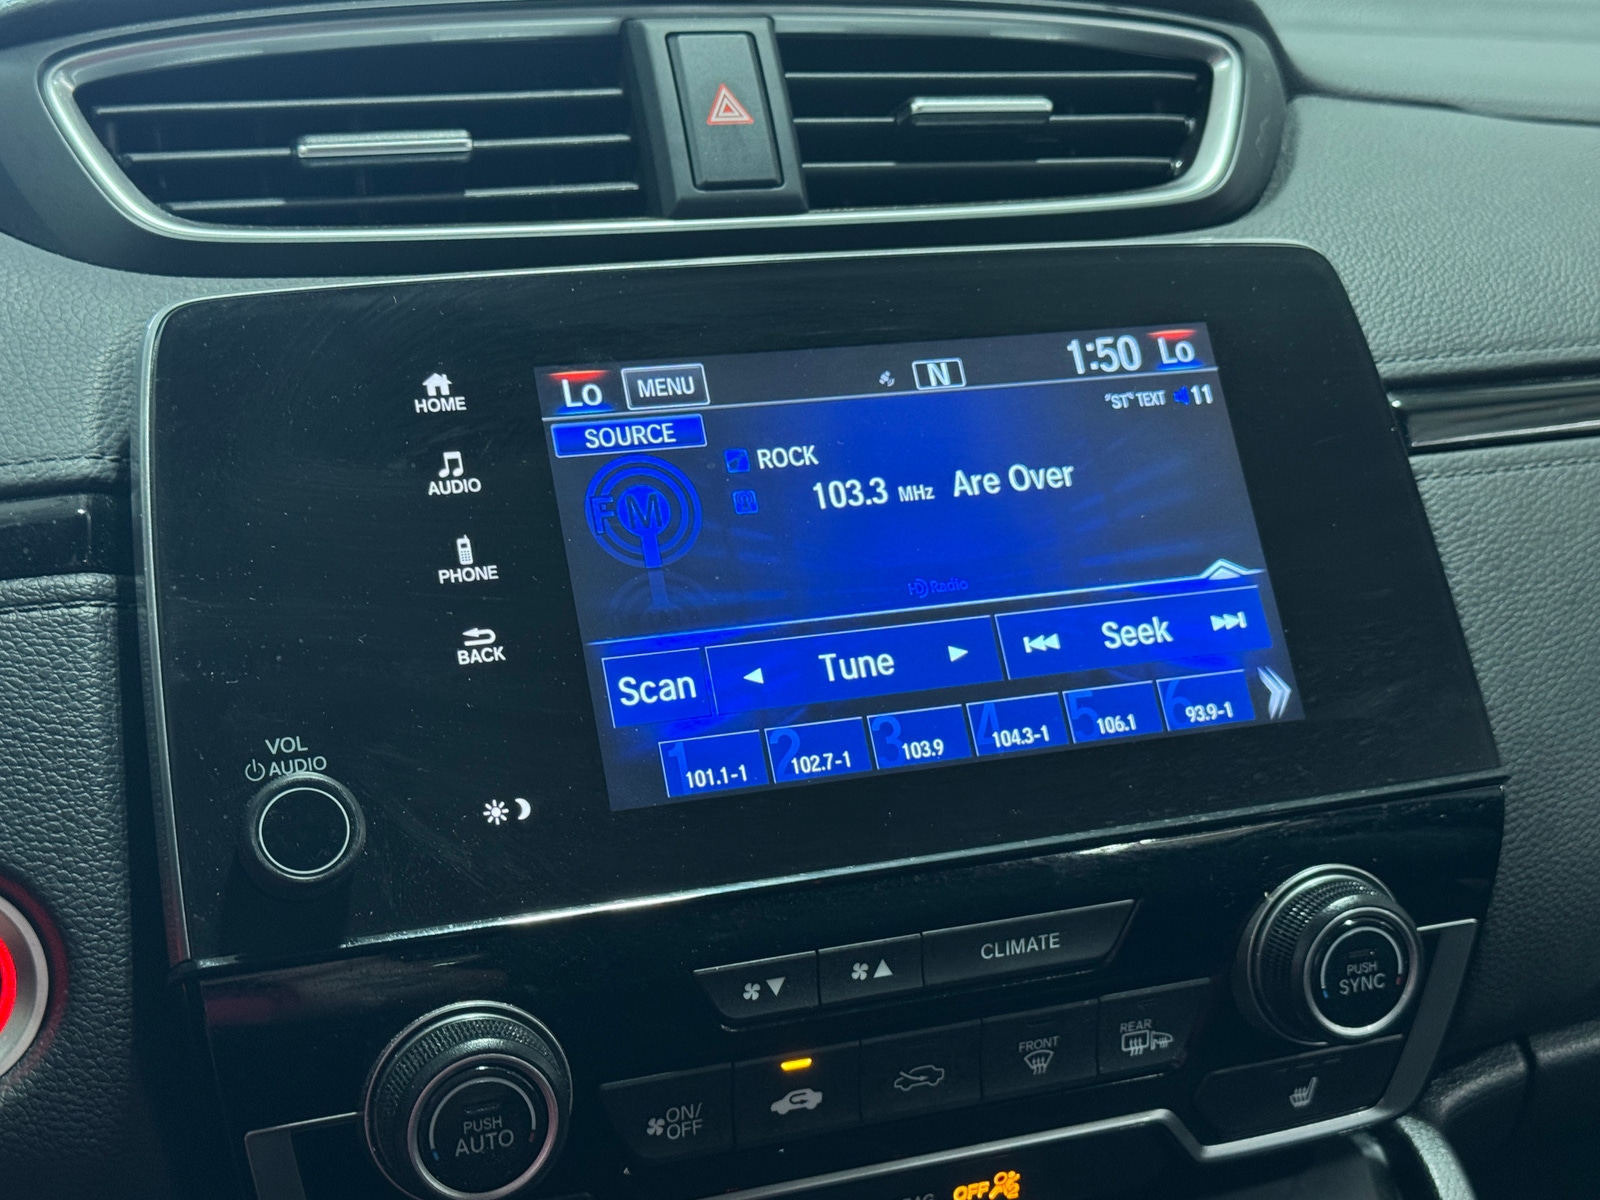 HOME
AUDIO
PHONE
BACK
VOL
AUDIO
Lo MENU N 1:50 Lo
"ST" TEXT 11
SOURCE
FM
ROCK
103.3 MHz Are Over
HD Radio
Scan Tune Seek
1 2 3 4 5 6
101.1-1 102.7-1 103.9 104.3-1 106.1 93.9-1
CLIMATE
PUSH
SYNC
PUSH
AUTO
ON/
OFF
FRONT
REAR
OFF